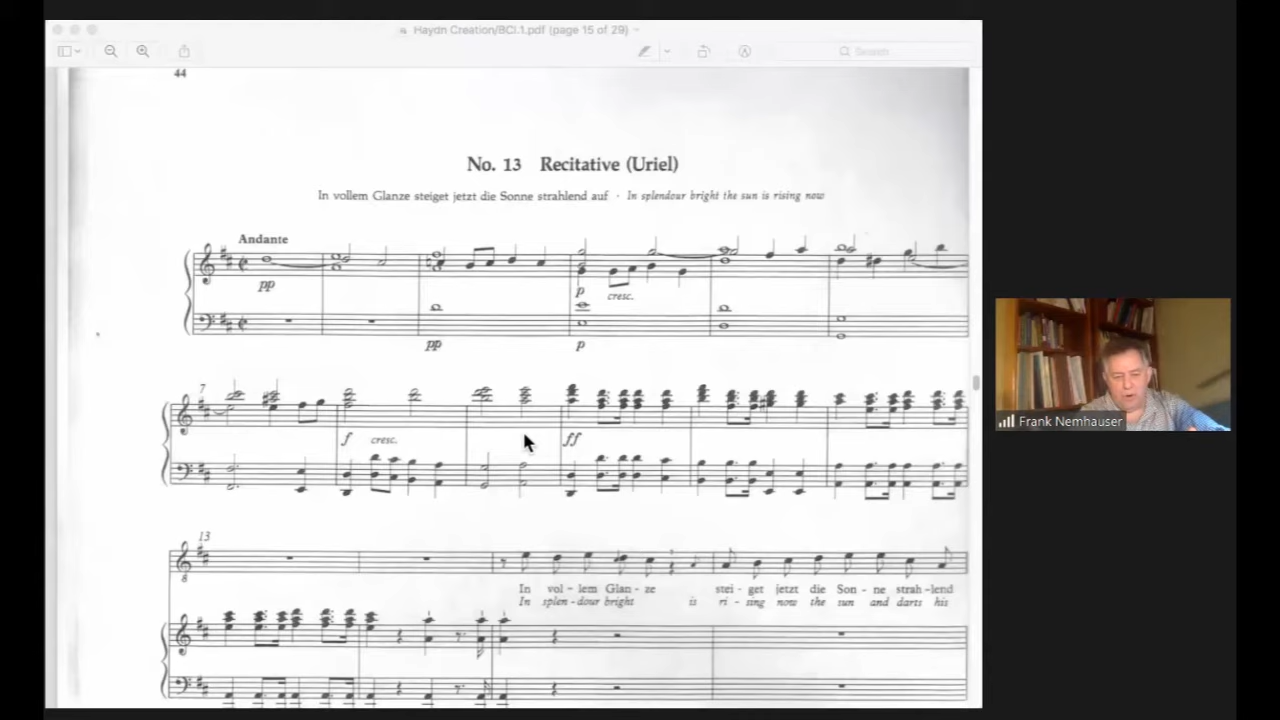 Haydn Creation/BCI.1.pdf (page 15 of 29)
Search
44
No. 13 Recitative (Uriel)
In vollem Glanze steiget jetzt die Sonne strahlend auf · In splendour bright the sun is rising now
Andante
pp
p cresc.
pp p
7
f cresc. ff
13
In vol - lem Glan - ze stei - get jetzt die Son - ne strah - lend
In splen - dour bright is ri - sing now the sun and darts his
Frank Nemhauser